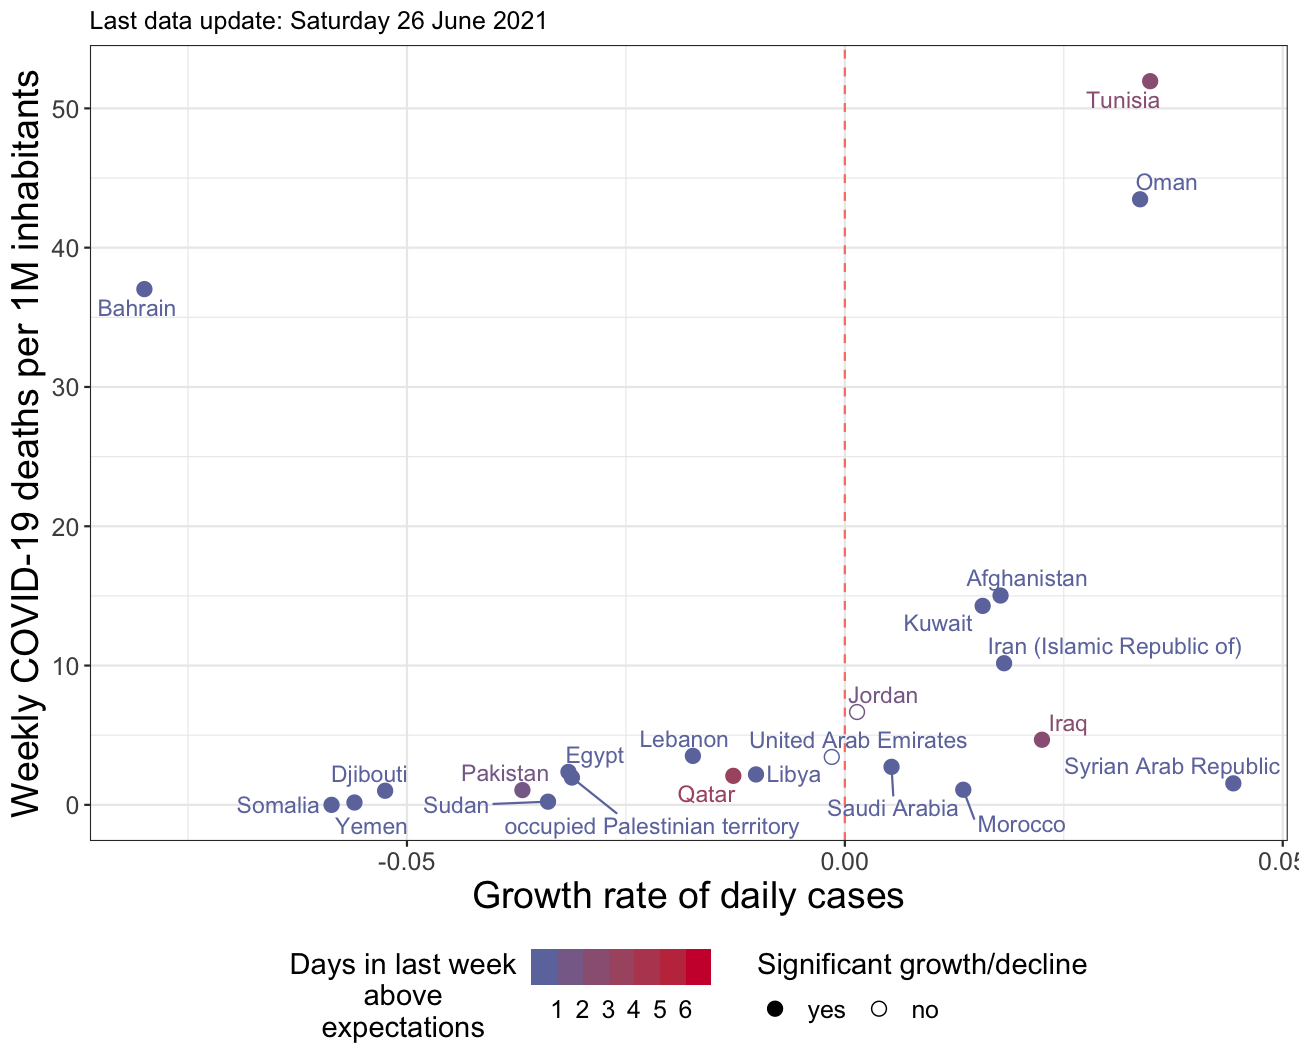 Last data update: Saturday 26 June 2021
Weekly COVID-19 deaths per 1M inhabitants
50
40
30
20
10
0
Tunisia
Oman
Bahrain
Afghanistan
Kuwait
Iran (Islamic Republic of)
Jordan
Iraq
Lebanon
United Arab Emirates
Egypt
Syrian Arab Republic
Djibouti
Pakistan
Libya
Qatar
Somalia
Sudan
Saudi Arabia
Yemen
occupied Palestinian territory
Morocco
-0.05
0.00
0.05
Growth rate of daily cases
Days in last week
above
expectations
1 2 3 4 5 6
Significant growth/decline
yes
no